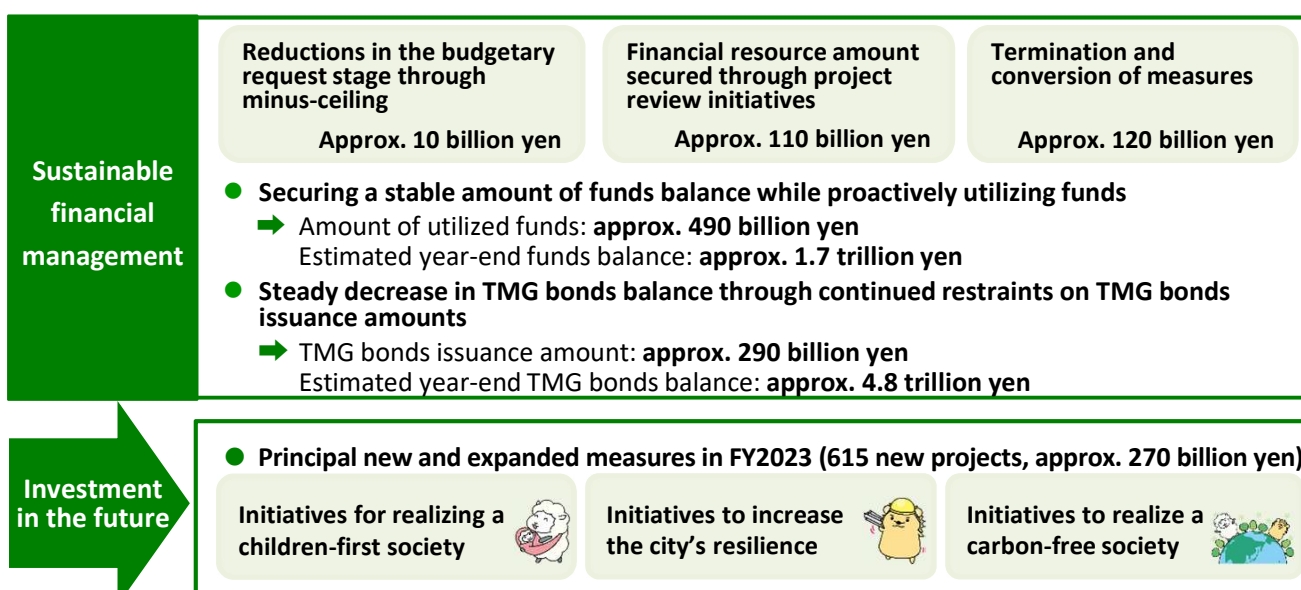 Sustainable
financial
management
Reductions in the budgetary
request stage through
minus-ceiling
Approx. 10 billion yen
Financial resource amount
secured through project
review initiatives
Approx. 110 billion yen
Termination and
conversion of measures
Approx. 120 billion yen
● Securing a stable amount of funds balance while proactively utilizing funds
➡ Amount of utilized funds: approx. 490 billion yen
Estimated year-end funds balance: approx. 1.7 trillion yen
● Steady decrease in TMG bonds balance through continued restraints on TMG bonds
issuance amounts
➡ TMG bonds issuance amount: approx. 290 billion yen
Estimated year-end TMG bonds balance: approx. 4.8 trillion yen
Investment
in the future
● Principal new and expanded measures in FY2023 (615 new projects, approx. 270 billion yen)
Initiatives for realizing a
children-first society
Initiatives to increase
the city’s resilience
Initiatives to realize a
carbon-free society